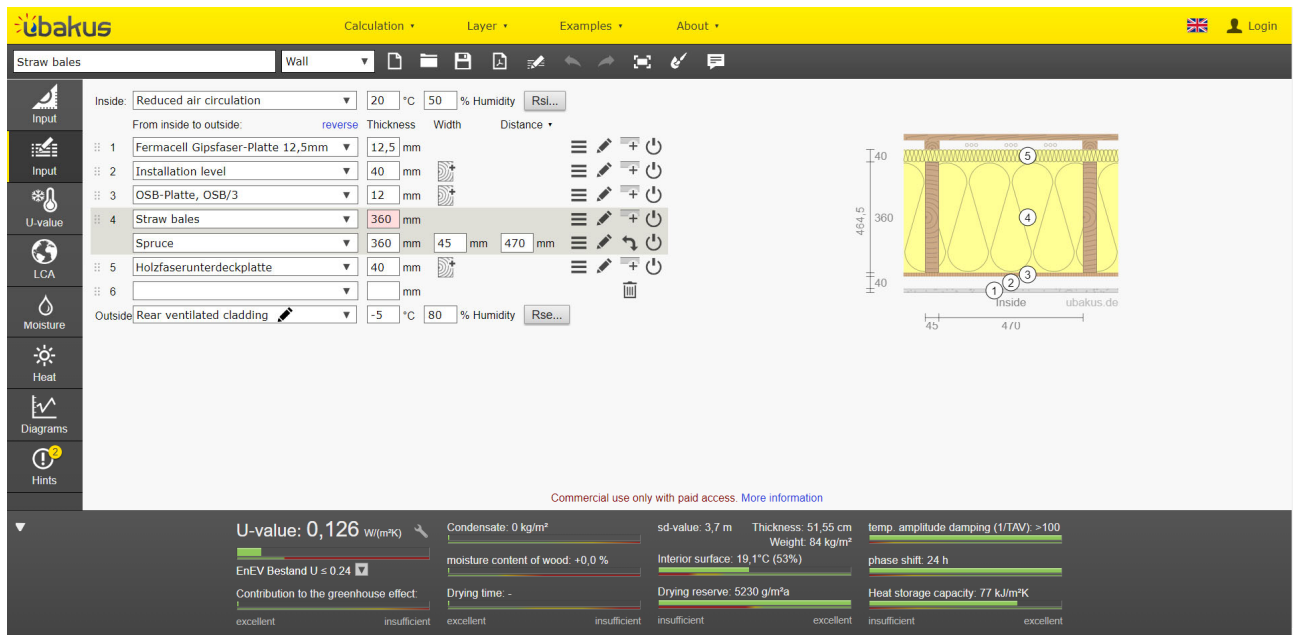 übakus
Calculation Layer Examples About Login
Straw bales Wall
Input
Input
U-value
LCA
Moisture
Heat
Diagrams
2
Hints
Inside: Reduced air circulation 20 °C 50 % Humidity Rsi...
From inside to outside: reverse Thickness Width Distance
1 Fermacell Gipsfaser-Platte 12,5mm 12,5 mm
2 Installation level 40 mm
3 OSB-Platte, OSB/3 12 mm
4 Straw bales 360 mm
Spruce 360 mm 45 mm 470 mm
5 Holzfaserunterdeckplatte 40 mm
6 mm
Outside Rear ventilated cladding -5 °C 80 % Humidity Rse...
40
5
464,5
360
4
3
40
2
1
Inside
ubakus.de
45
470
Commercial use only with paid access. More information
U-value: 0,126 W/(m²K)
EnEV Bestand U ≤ 0.24
Contribution to the greenhouse effect:
excellent insufficient
Condensate: 0 kg/m²
moisture content of wood: +0,0 %
Drying time: -
excellent insufficient
sd-value: 3,7 m Thickness: 51,55 cm
Weight: 84 kg/m²
Interior surface: 19,1°C (53%)
Drying reserve: 5230 g/m²a
insufficient excellent
temp. amplitude damping (1/TAV): >100
phase shift: 24 h
Heat storage capacity: 77 kJ/m²K
insufficient excellent